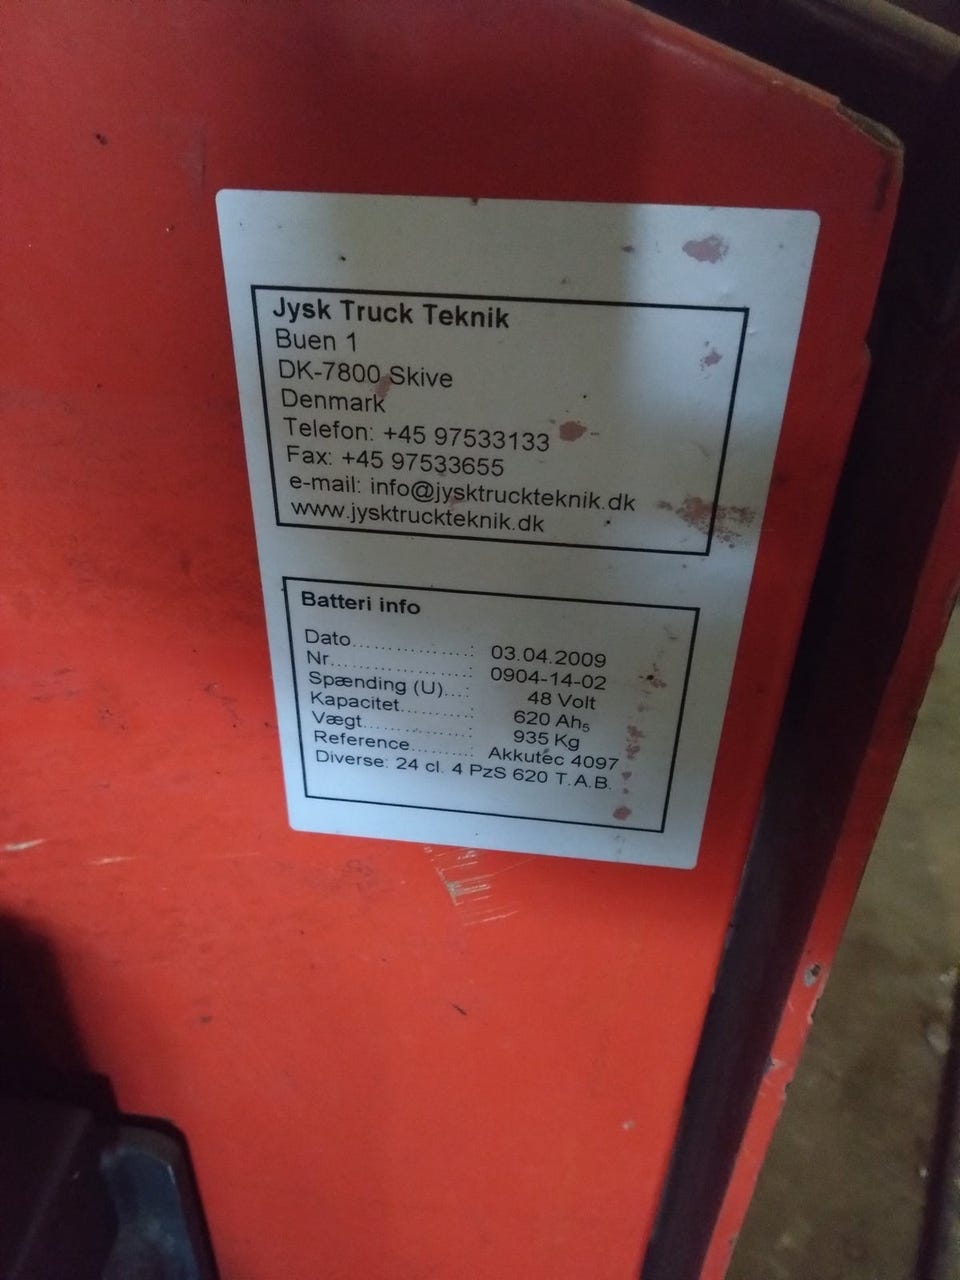 Jysk Truck Teknik
Buen 1
DK-7800 Skive
Denmark
Telefon: +45 97533133
Fax: +45 97533655
e-mail: info@jysktruckteknik.dk
www.jysktruckteknik.dk
Batteri info
Dato....................: 03.04.2009
Nr.......................: 0904-14-02
Spænding (U)....: 48 Volt
Kapacitet............: 620 Ah₅
Vægt..................: 935 Kg
Reference..........: Akkutec 4097
Diverse: 24 cl. 4 PzS 620 T.A.B.